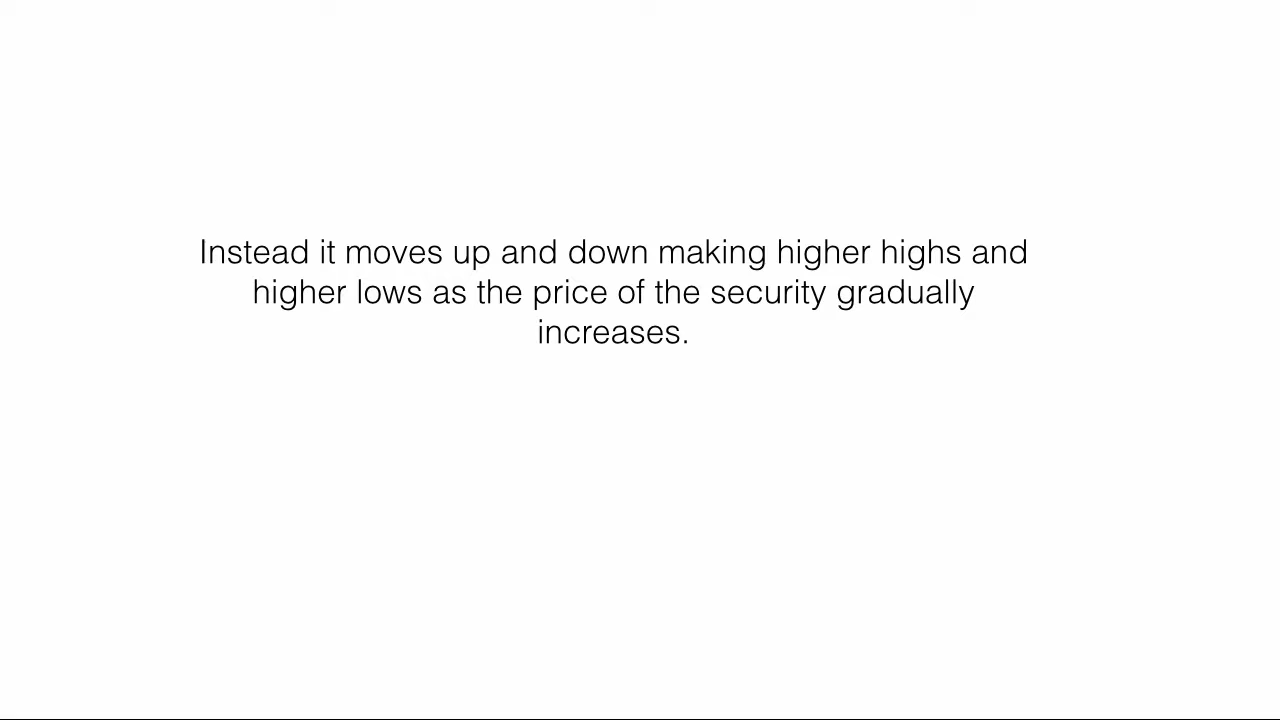 Instead it moves up and down making higher highs and
higher lows as the price of the security gradually
increases.